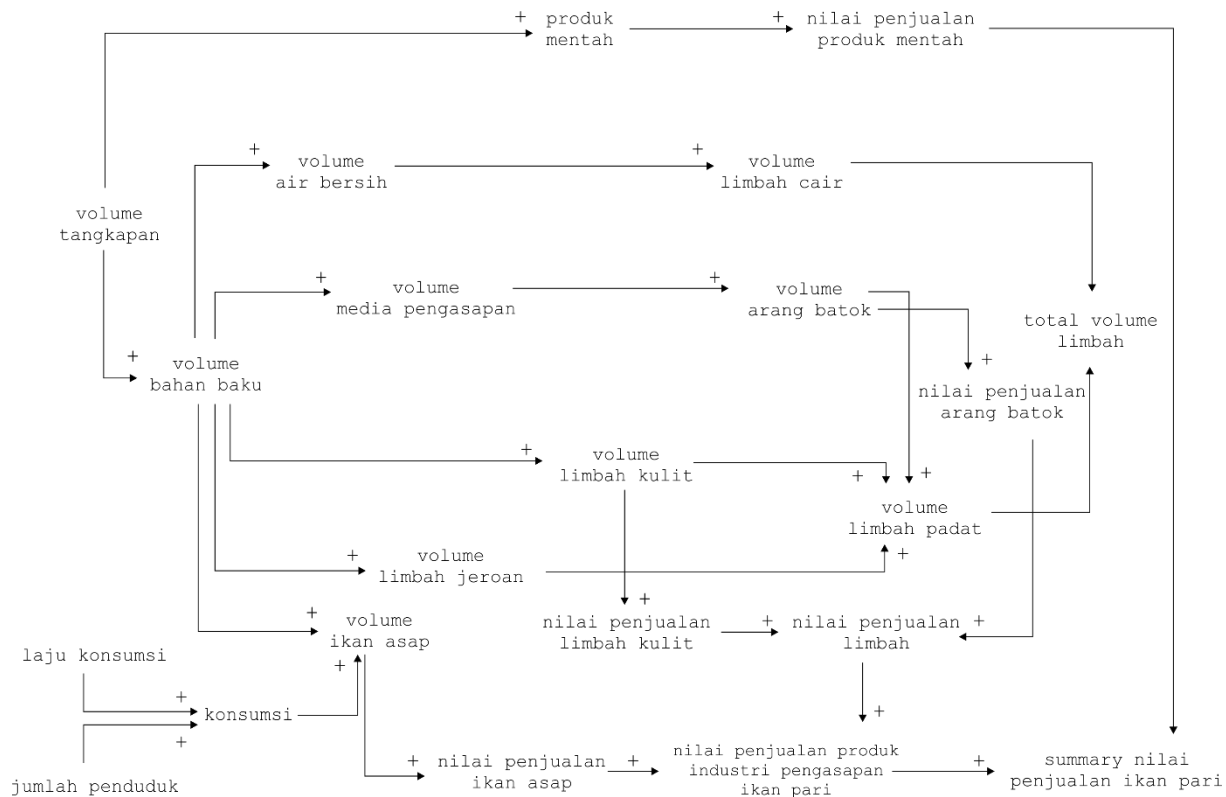 +
produk
mentah
+
nilai penjualan
produk mentah
+
volume
air bersih
+
volume
limbah cair
volume
tangkapan
+
volume
media pengasapan
+
volume
arang batok
total volume
limbah
+
volume
bahan baku
+
nilai penjualan
arang batok
+
volume
limbah kulit
+
+
volume
limbah padat
+
volume
limbah jeroan
+
+
volume
ikan asap
+
+
nilai penjualan
limbah kulit
+
nilai penjualan
limbah
+
laju konsumsi
+
konsumsi
+
jumlah penduduk
+
nilai penjualan
ikan asap
+
+
nilai penjualan produk
industri pengasapan
ikan pari
+
summary nilai
penjualan ikan pari